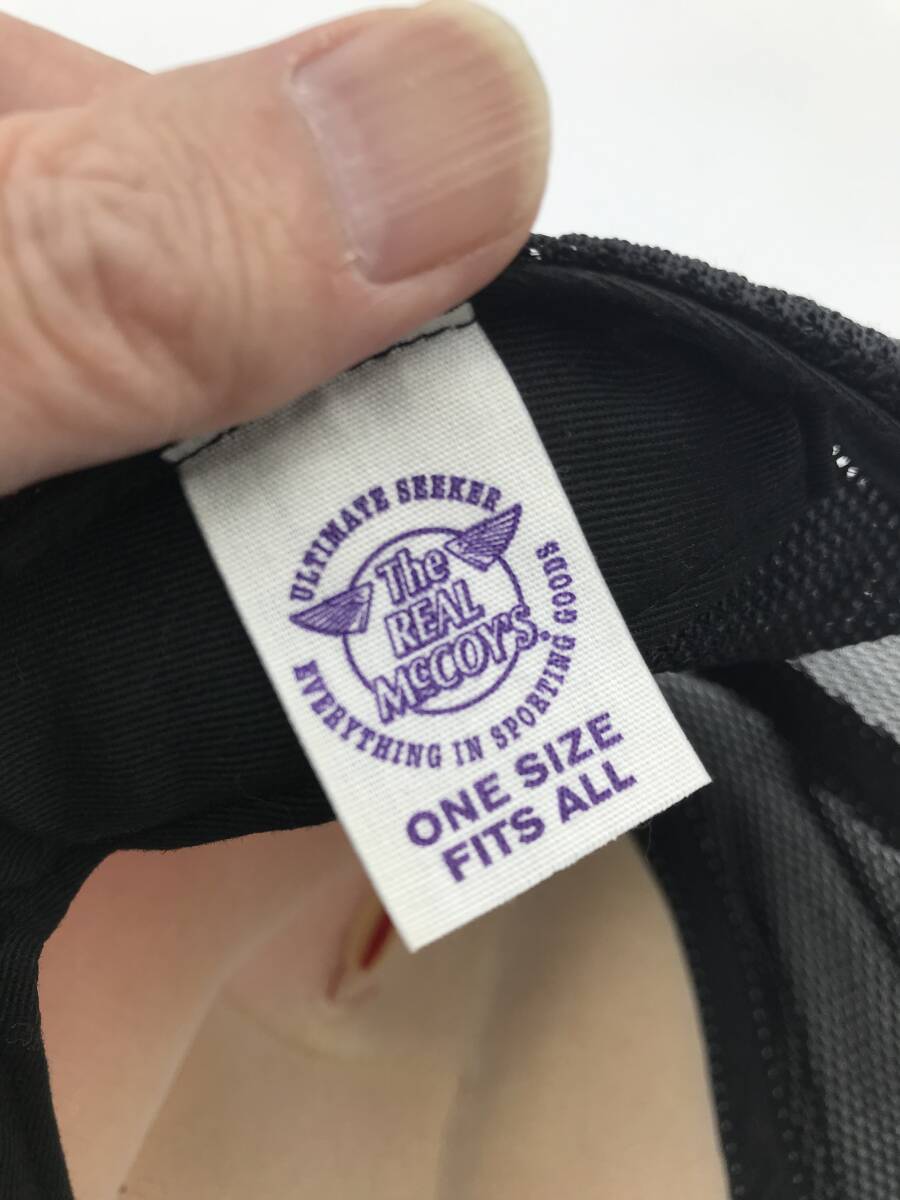 ULTIMATE SEEKER
The
REAL
McCOY'S.
EVERYTHING IN SPORTING GOODS
ONE SIZE
FITS ALL